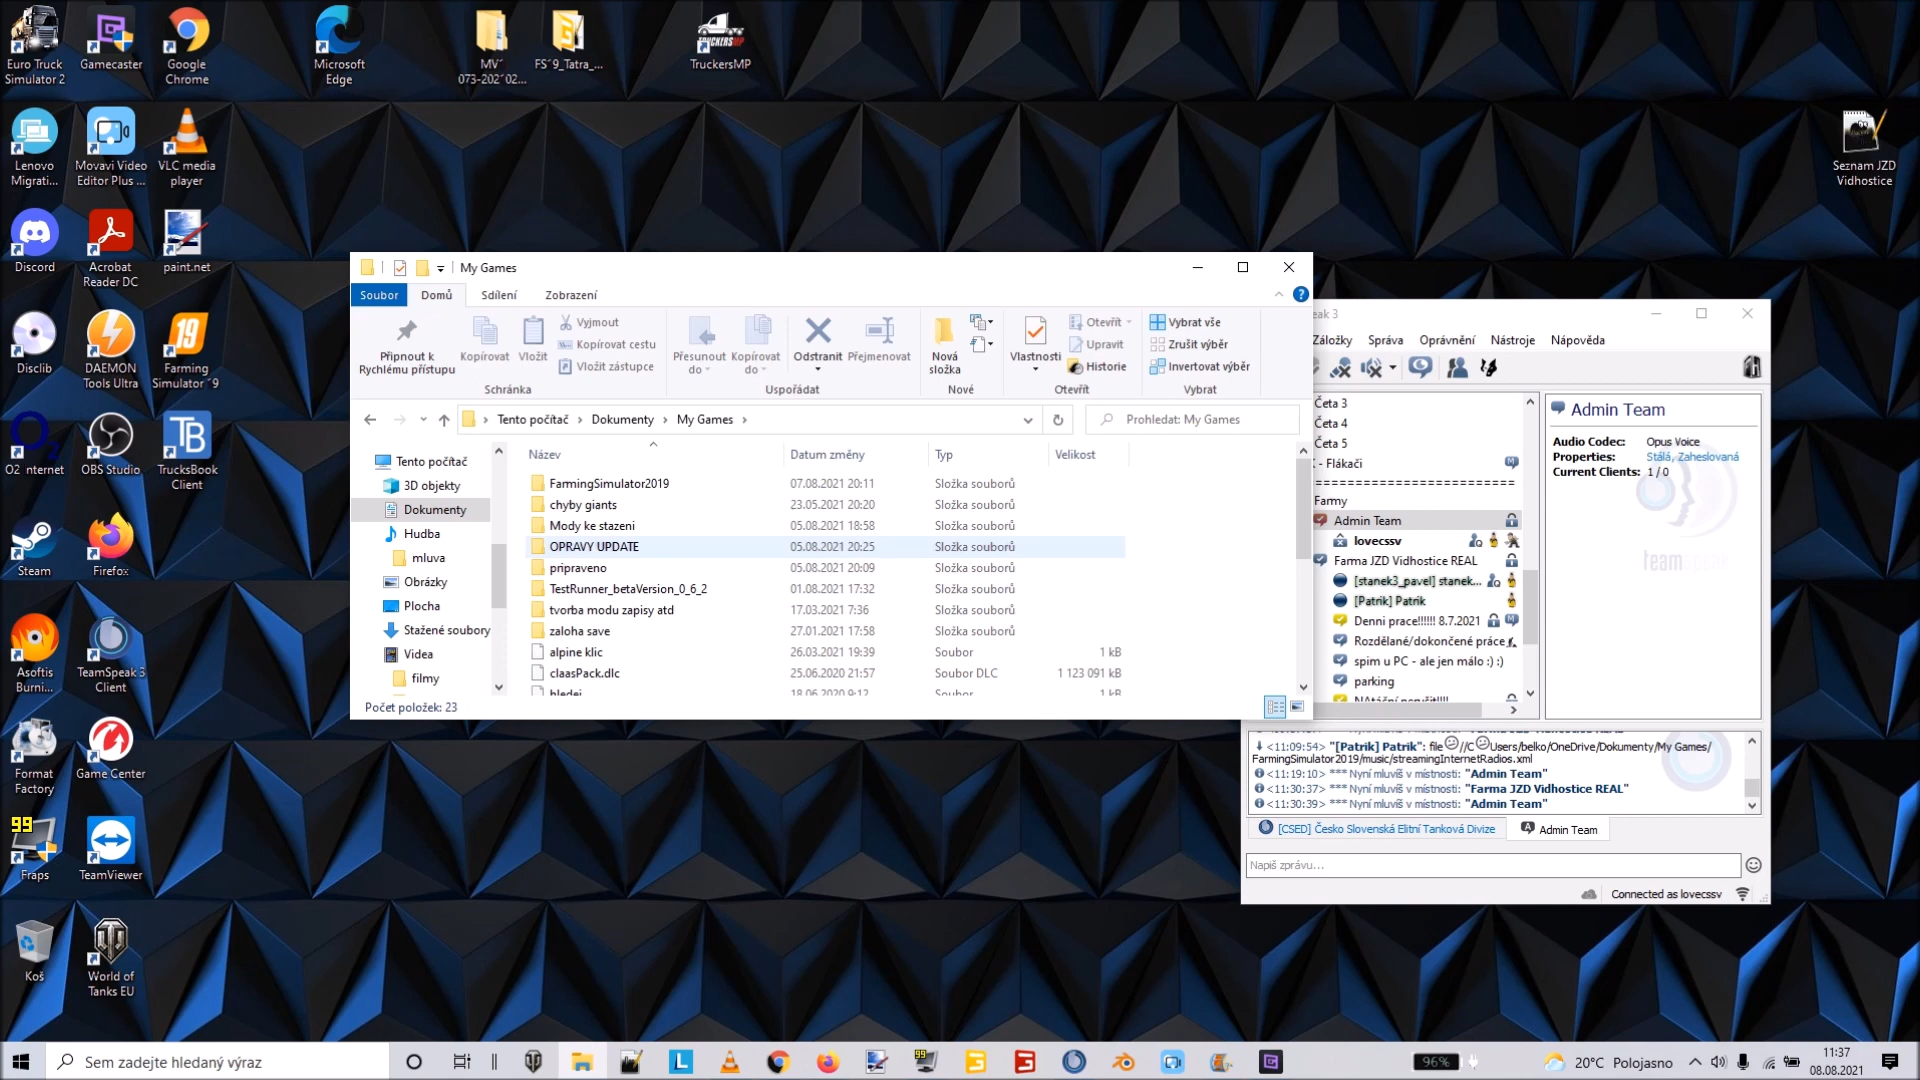 Euro Truck
Simulator 2
Gamecaster
Google
Chrome
Microsoft
Edge
MV´
073-202´02...
FS´9_Tatra_...
TruckersMP
Lenovo
Migrati...
Movavi Video
Editor Plus ...
VLC media
player
Seznam JZD
Vidhostice
Discord
Acrobat
Reader DC
paint.net
Disclib
DAEMON
Tools Ultra
Farming
Simulator ´9
O2 Internet
OBS Studio
TrucksBook
Client
Steam
Firefox
Asoftis
Burni...
TeamSpeak 3
Client
Format
Factory
Game Center
Fraps
TeamViewer
Koš
World of
Tanks EU
My Games
Soubor Domů Sdílení Zobrazení
Připnout k
Rychlému přístupu
Kopírovat
Vložit
Vyjmout
Kopírovat cestu
Vložit zástupce
Schránka
Přesunout
do
Kopírovat
do
Odstranit
Přejmenovat
Uspořádat
Nová
složka
Nové
Vlastnosti
Otevřít
Upravit
Historie
Otevřít
Vybrat vše
Zrušit výběr
Invertovat výběr
Vybrat
Tento počítač › Dokumenty › My Games ›
Prohledat: My Games
Tento počítač
3D objekty
Dokumenty
Hudba
mluva
Obrázky
Plocha
Stažené soubory
Videa
filmy
Název Datum změny Typ Velikost
FarmingSimulator2019 07.08.2021 20:11 Složka souborů
chyby giants 23.05.2021 20:20 Složka souborů
Mody ke stazeni 05.08.2021 18:58 Složka souborů
OPRAVY UPDATE 05.08.2021 20:25 Složka souborů
pripraveno 05.08.2021 20:09 Složka souborů
TestRunner_betaVersion_0_6_2 01.08.2021 17:32 Složka souborů
tvorba modu zapisy atd 17.03.2021 7:36 Složka souborů
zaloha save 27.01.2021 17:58 Složka souborů
alpine klic 26.03.2021 19:39 Soubor 1 kB
claasPack.dlc 25.06.2020 21:57 Soubor DLC 1 123 091 kB
hledej 18.06.2020 9:12 Soubor 1 kB
Počet položek: 23
eak 3
Záložky Správa Oprávnění Nástroje Nápověda
Četa 3
Četa 4
Četa 5
- Flákači
=========================
Farmy
Admin Team
lovecssv
Farma JZD Vidhostice REAL
[stanek3_pavel] stanek...
[Patrik] Patrik
Denni prace!!!!!! 8.7.2021
Rozdělané/dokončené práce
spim u PC - ale jen málo :) :)
parking
Admin Team
Audio Codec: Opus Voice
Properties: Stálá, Zaheslovaná
Current Clients: 1 / 0
teamspeak
<11:09:54> "[Patrik] Patrik": file //C Users/belko/OneDrive/Dokumenty/My Games/
FarmingSimulator2019/music/streamingInternetRadios.xml
<11:19:10> *** Nyní mluvíš v místnosti: "Admin Team"
<11:30:37> *** Nyní mluvíš v místnosti: "Farma JZD Vidhostice REAL"
<11:30:39> *** Nyní mluvíš v místnosti: "Admin Team"
[CSED] Česko Slovenská Elitní Tanková Divize
Admin Team
Napiš zprávu...
Connected as lovecssv
Sem zadejte hledaný výraz
96%
20°C Polojasno
11:37
08.08.2021